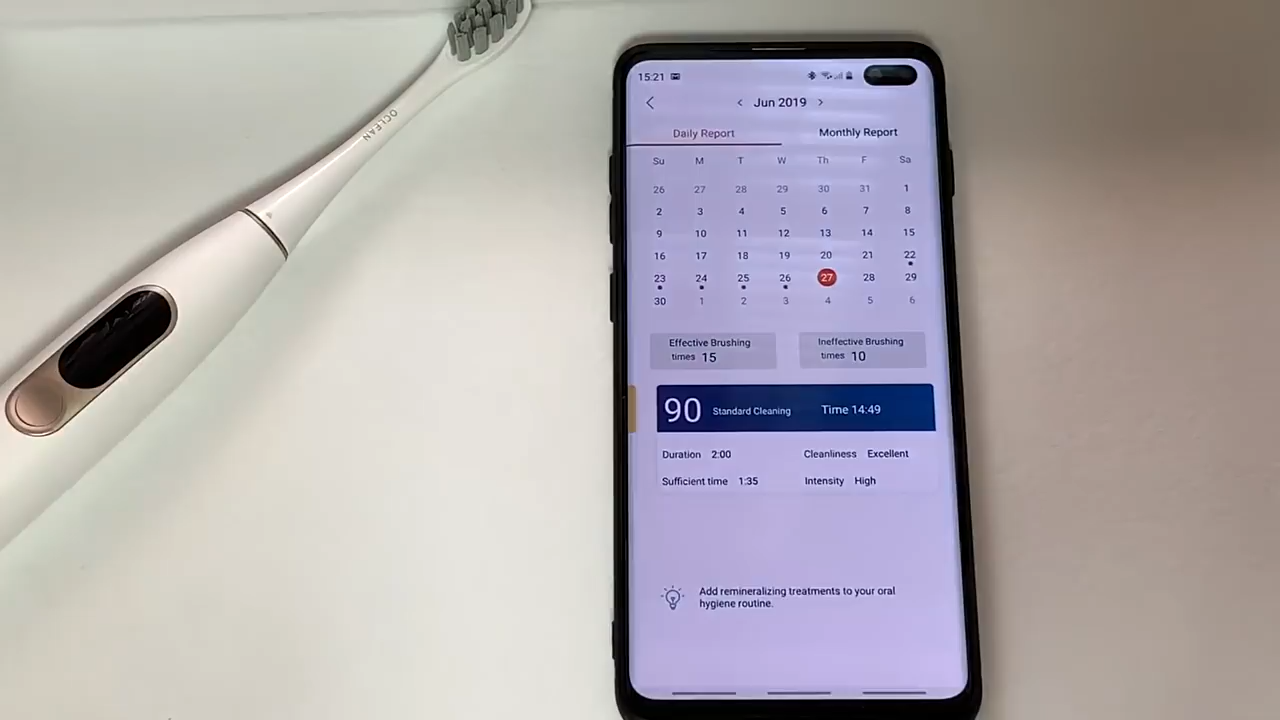 OCLEAN
15:21
< Jun 2019 >
Daily Report Monthly Report
Su M T W Th F Sa
26 27 28 29 30 31 1
2 3 4 5 6 7 8
9 10 11 12 13 14 15
16 17 18 19 20 21 22
23 24 25 26 27 28 29
30 1 2 3 4 5 6
Effective Brushing
times 15
Ineffective Brushing
times 10
90 Standard Cleaning Time 14:49
Duration 2:00 Cleanliness Excellent
Sufficient time 1:35 Intensity High
Add remineralizing treatments to your oral
hygiene routine.